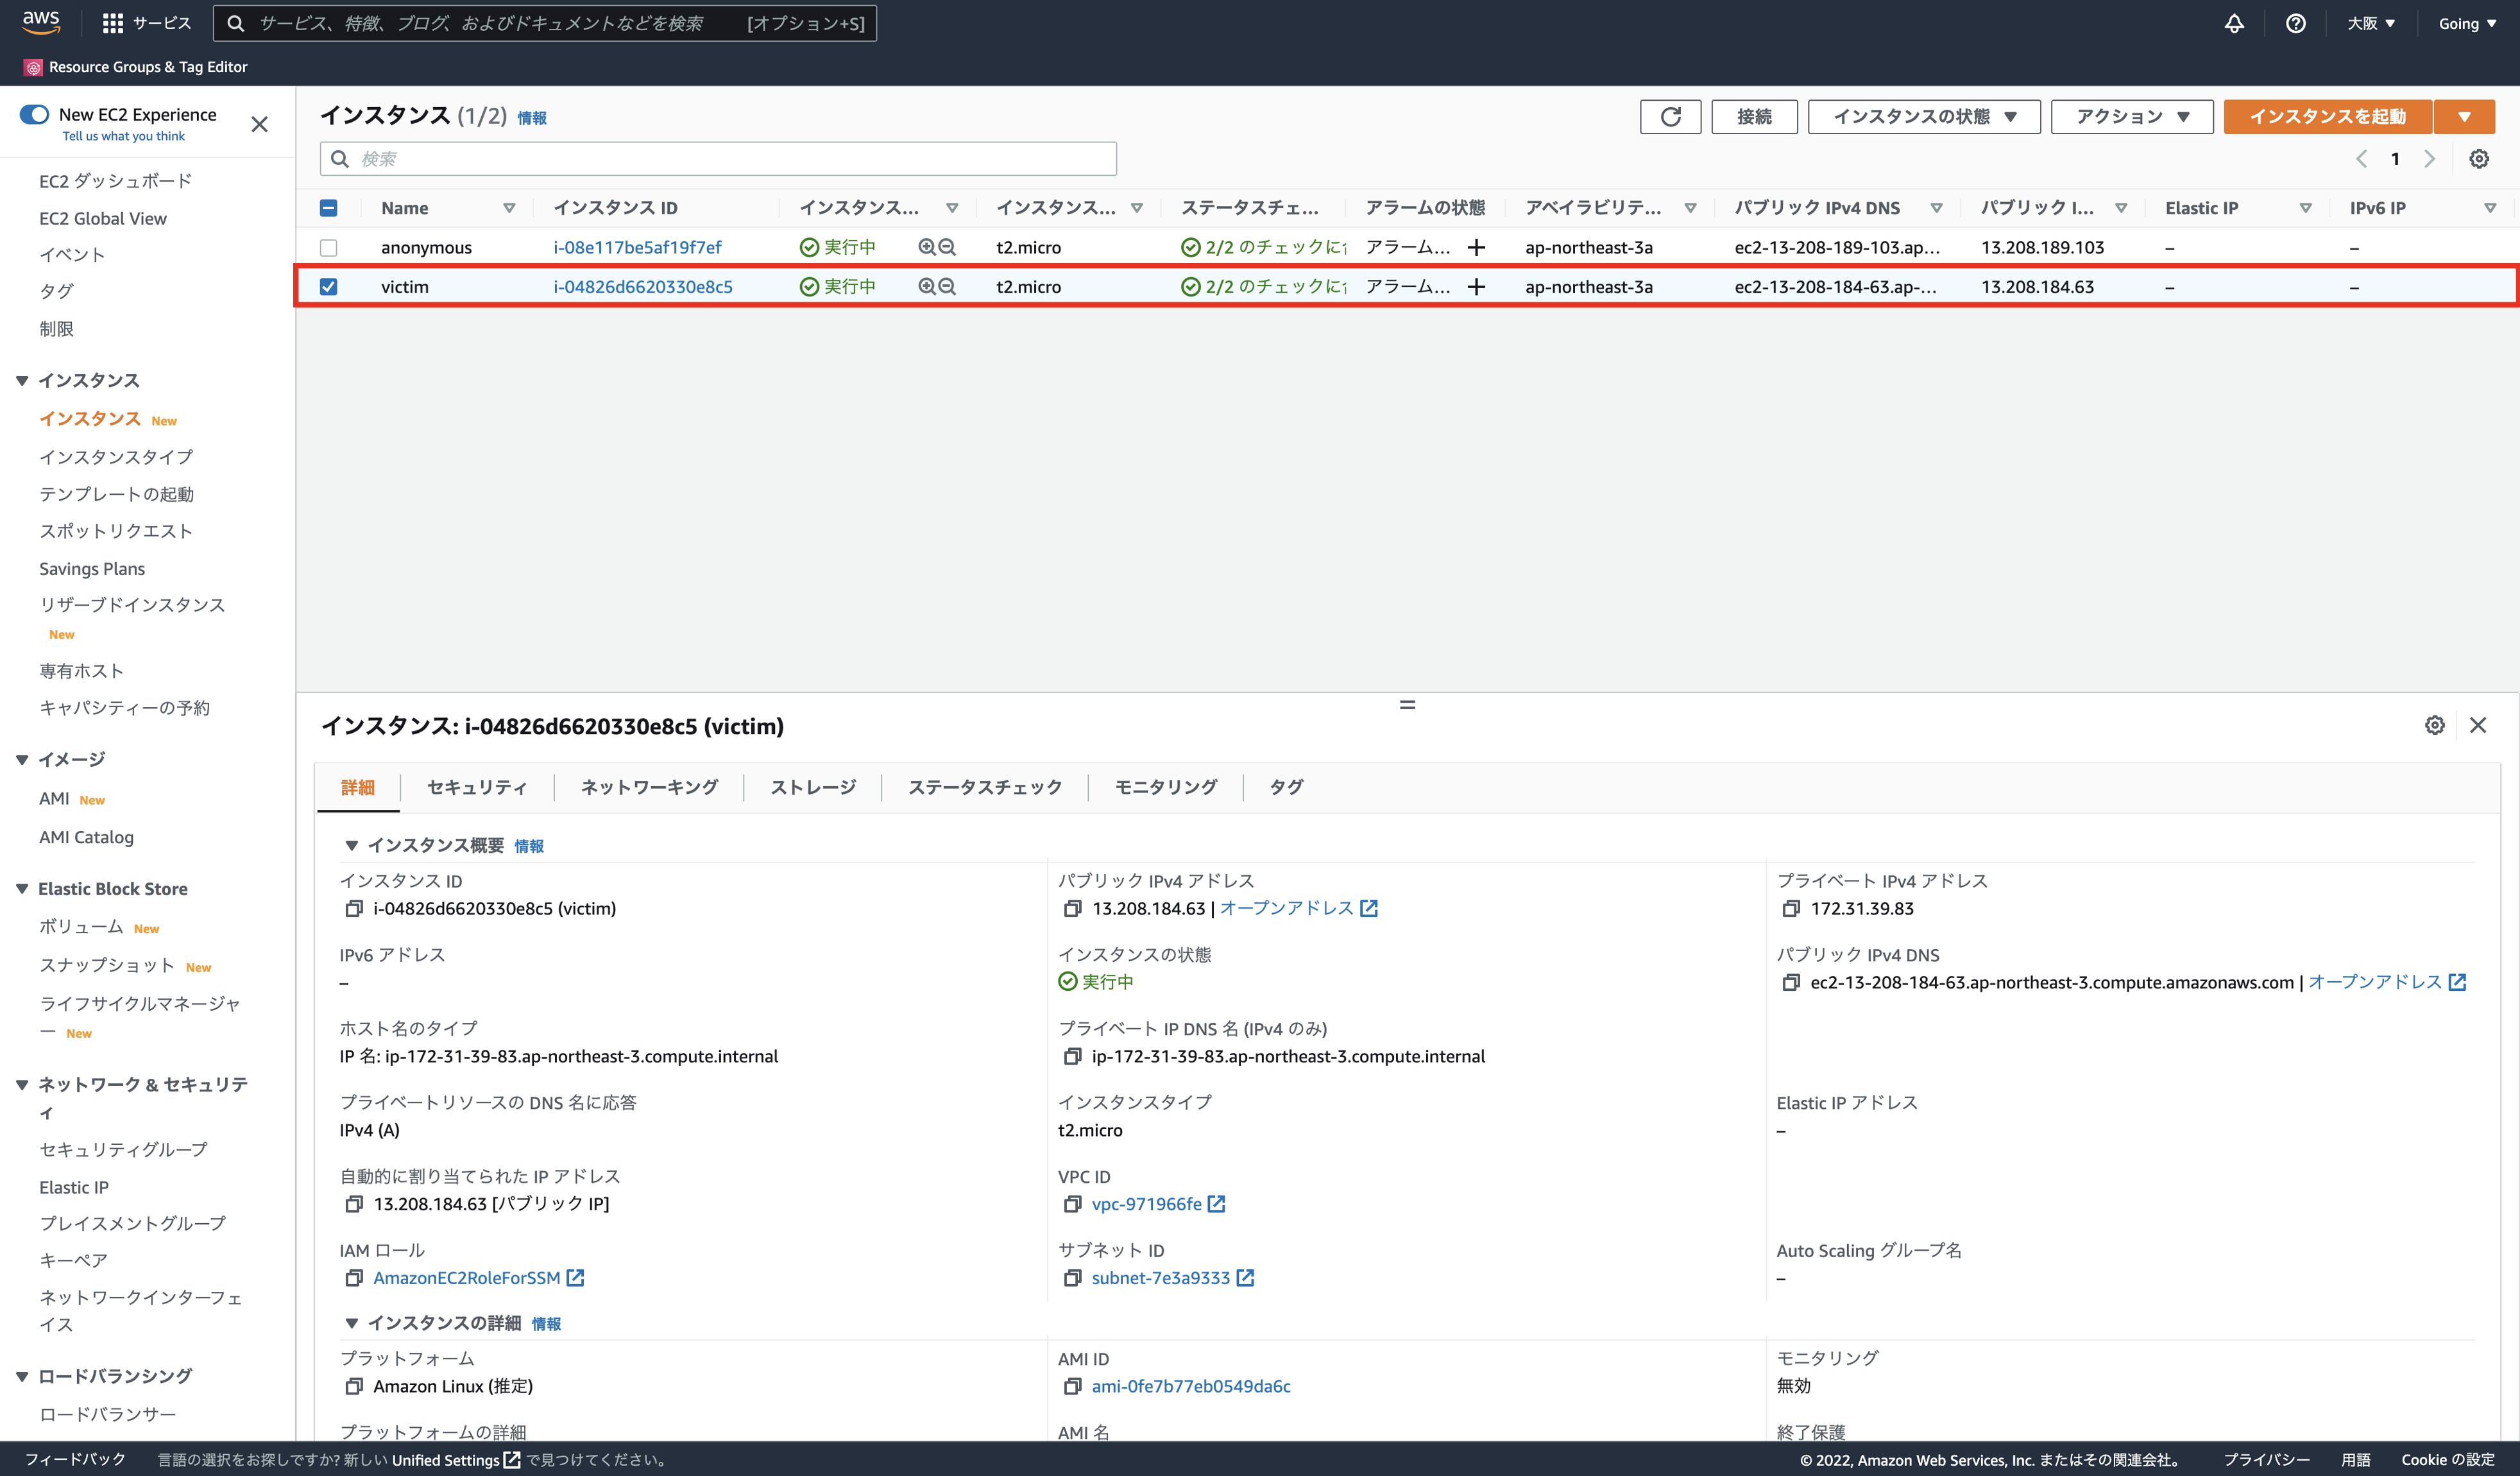 aws サービス サービス、特徴、ブログ、およびドキュメントなどを検索 [オプション+S] 大阪 Going
Resource Groups & Tag Editor
New EC2 Experience
Tell us what you think
EC2 ダッシュボード
EC2 Global View
イベント
タグ
制限
インスタンス
インスタンス New
インスタンスタイプ
テンプレートの起動
スポットリクエスト
Savings Plans
リザーブドインスタンス
New
専有ホスト
キャパシティーの予約
イメージ
AMI New
AMI Catalog
Elastic Block Store
ボリューム New
スナップショット New
ライフサイクルマネージャ
ー New
ネットワーク & セキュリテ
ィ
セキュリティグループ
Elastic IP
プレイスメントグループ
キーペア
ネットワークインターフェ
イス
ロードバランシング
ロードバランサー
インスタンス (1/2) 情報 接続 インスタンスの状態 アクション インスタンスを起動
検索 1
Name インスタンス ID インスタンス... インスタンス... ステータスチェ... アラームの状態 アベイラビリテ... パブリック IPv4 DNS パブリック I... Elastic IP IPv6 IP
anonymous i-08e117be5af19f7ef 実行中 t2.micro 2/2 のチェックに アラーム... + ap-northeast-3a ec2-13-208-189-103.ap... 13.208.189.103 – –
victim i-04826d6620330e8c5 実行中 t2.micro 2/2 のチェックに アラーム... + ap-northeast-3a ec2-13-208-184-63.ap-... 13.208.184.63 – –
インスタンス: i-04826d6620330e8c5 (victim)
詳細 セキュリティ ネットワーキング ストレージ ステータスチェック モニタリング タグ
インスタンス概要 情報
インスタンス ID パブリック IPv4 アドレス プライベート IPv4 アドレス
i-04826d6620330e8c5 (victim) 13.208.184.63 | オープンアドレス 172.31.39.83
IPv6 アドレス インスタンスの状態 パブリック IPv4 DNS
– 実行中 ec2-13-208-184-63.ap-northeast-3.compute.amazonaws.com | オープンアドレス
ホスト名のタイプ プライベート IP DNS 名 (IPv4 のみ)
IP 名: ip-172-31-39-83.ap-northeast-3.compute.internal ip-172-31-39-83.ap-northeast-3.compute.internal
プライベートリソースの DNS 名に応答 インスタンスタイプ Elastic IP アドレス
IPv4 (A) t2.micro –
自動的に割り当てられた IP アドレス VPC ID
13.208.184.63 [パブリック IP] vpc-971966fe
IAM ロール サブネット ID Auto Scaling グループ名
AmazonEC2RoleForSSM subnet-7e3a9333 –
インスタンスの詳細 情報
プラットフォーム AMI ID モニタリング
Amazon Linux (推定) ami-0fe7b77eb0549da6c 無効
プラットフォームの詳細 AMI 名 終了保護
フィードバック 言語の選択をお探しですか? 新しい Unified Settings で見つけてください。 © 2022, Amazon Web Services, Inc. またはその関連会社。 プライバシー 用語 Cookie の設定